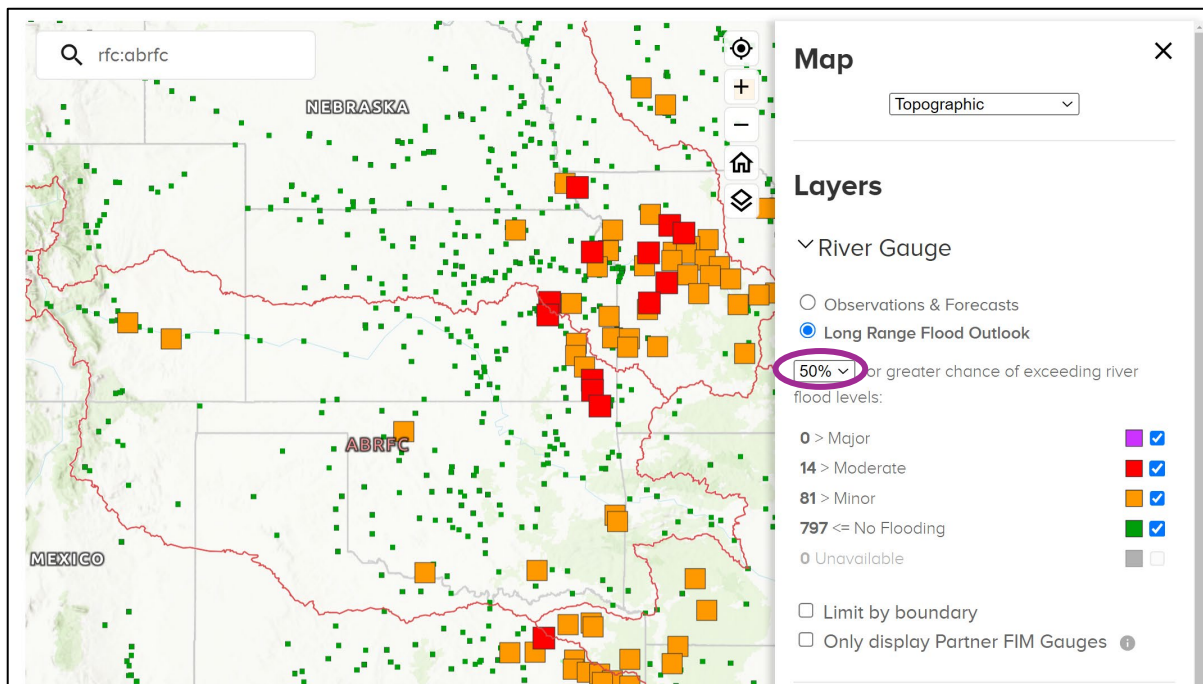 rfc:abrfc
NEBRASKA
ABRFC
MEXICO
Map
Topographic
Layers
River Gauge
Observations & Forecasts
Long Range Flood Outlook
50% or greater chance of exceeding river
flood levels:
0 > Major
14 > Moderate
81 > Minor
797 <= No Flooding
0 Unavailable
Limit by boundary
Only display Partner FIM Gauges